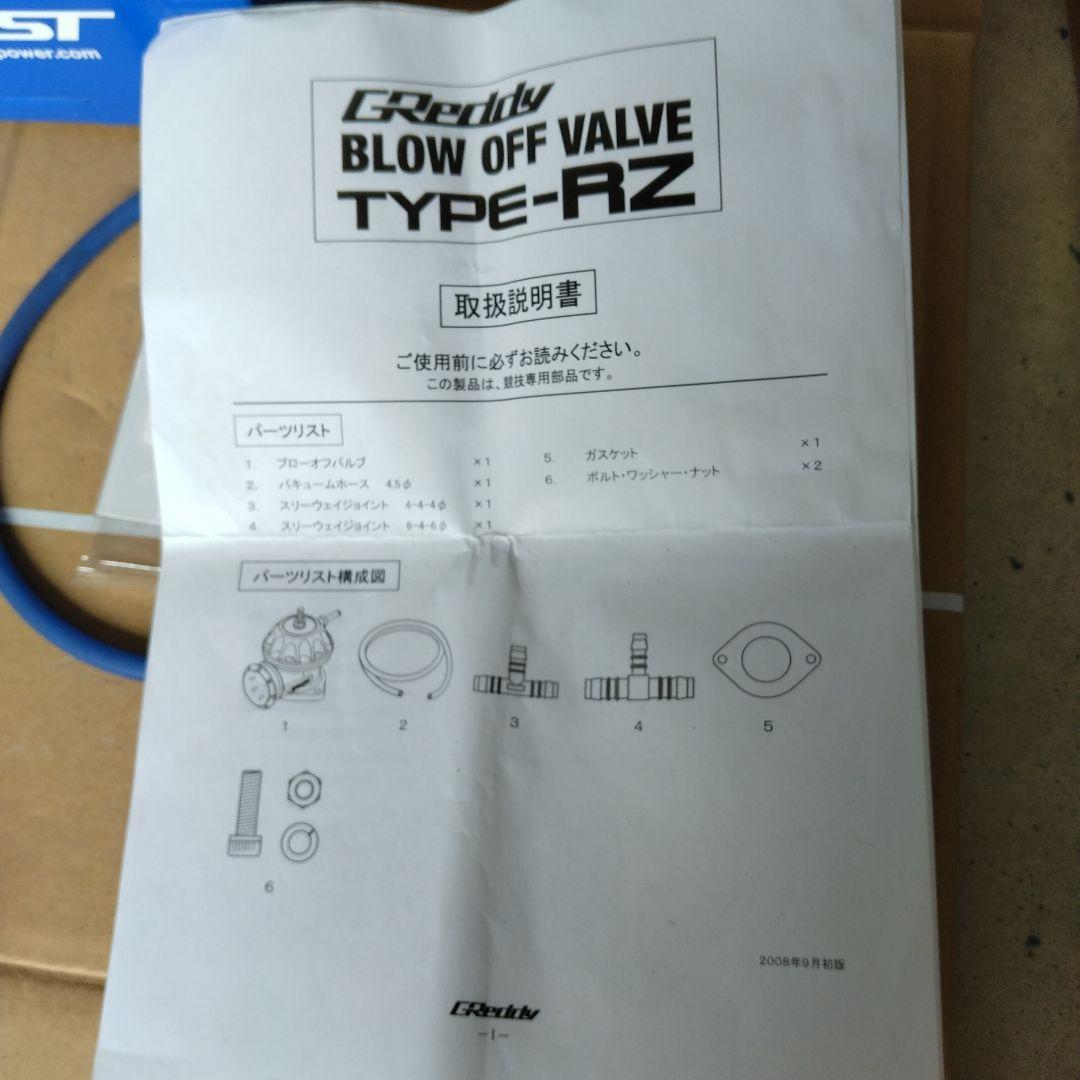 ST
power.com
GReddy
BLOW OFF VALVE
TYPE-RZ
取扱説明書
ご使用前に必ずお読みください。
この製品は、競技専用部品です。
パーツリスト
1. ブローオフバルブ ×1
2. バキュームホース 4.5φ ×1
3. スリーウェイジョイント 4-4-4φ ×1
4. スリーウェイジョイント 6-4-6φ ×1
5. ガスケット ×1
6. ボルト・ワッシャー・ナット ×2
パーツリスト構成図
1 2 3 4 5
6
2008年9月初版
GReddy
-1-